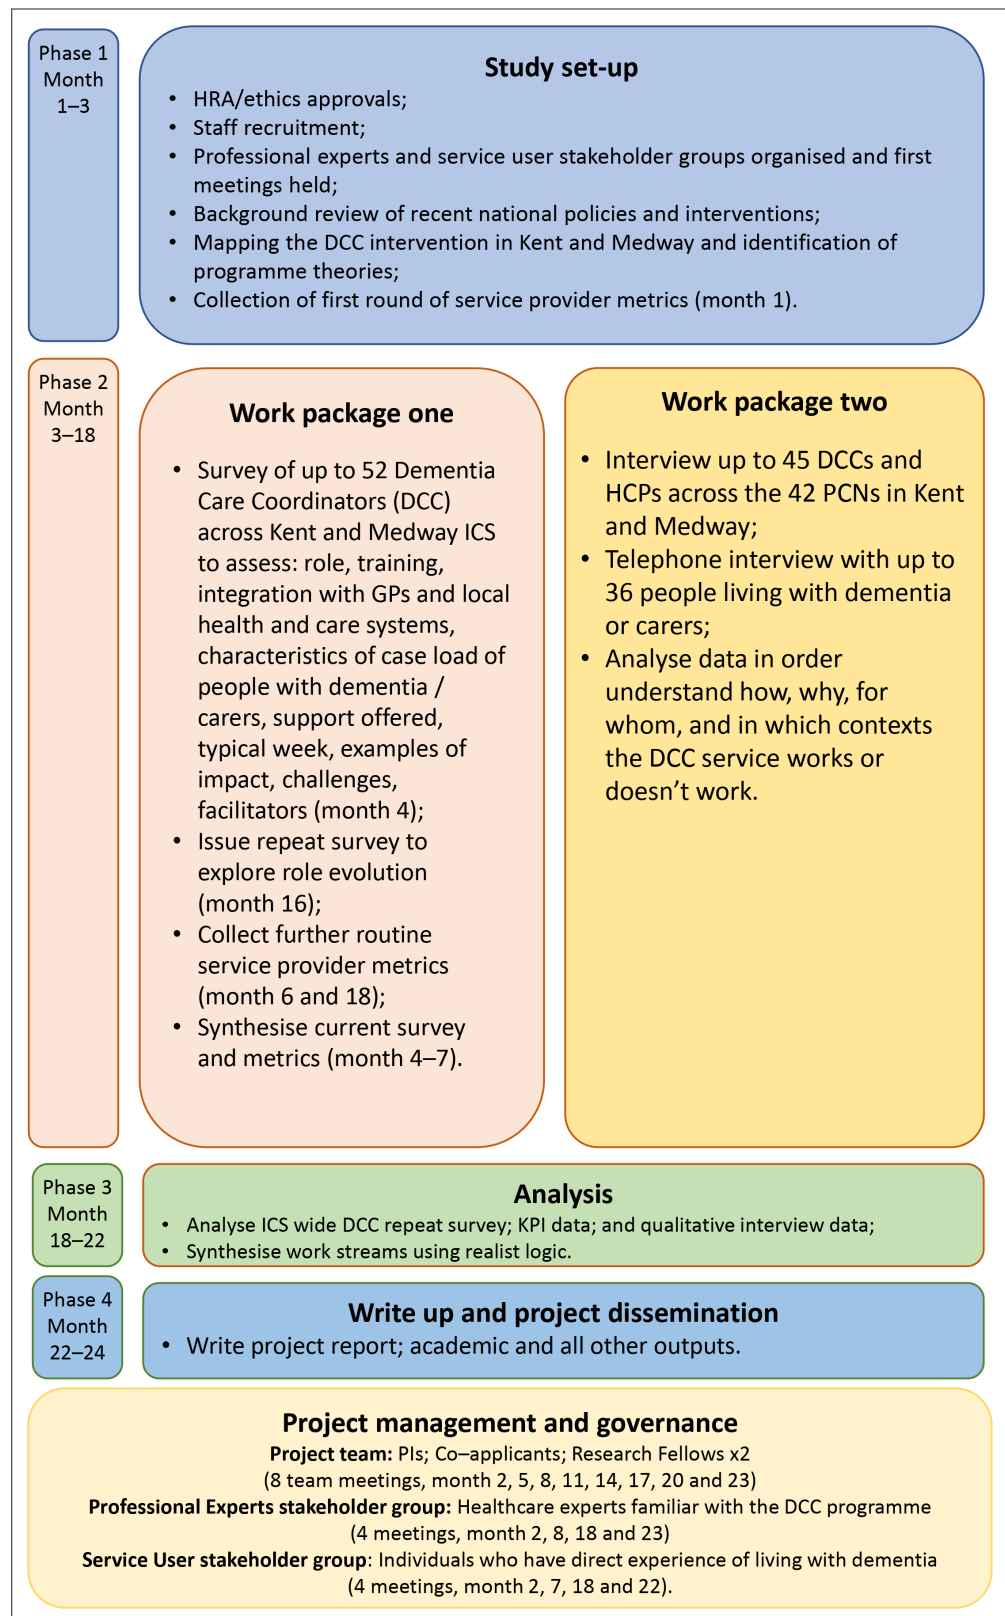 Phase 1
Month
1–3
Study set-up
• HRA/ethics approvals;
• Staff recruitment;
• Professional experts and service user stakeholder groups organised and first
meetings held;
• Background review of recent national policies and interventions;
• Mapping the DCC intervention in Kent and Medway and identification of
programme theories;
• Collection of first round of service provider metrics (month 1).
Phase 2
Month
3–18
Work package one
• Survey of up to 52 Dementia
Care Coordinators (DCC)
across Kent and Medway ICS
to assess: role, training,
integration with GPs and local
health and care systems,
characteristics of case load of
people with dementia /
carers, support offered,
typical week, examples of
impact, challenges,
facilitators (month 4);
• Issue repeat survey to
explore role evolution
(month 16);
• Collect further routine
service provider metrics
(month 6 and 18);
• Synthesise current survey
and metrics (month 4–7).
Work package two
• Interview up to 45 DCCs and
HCPs across the 42 PCNs in Kent
and Medway;
• Telephone interview with up to
36 people living with dementia
or carers;
• Analyse data in order
understand how, why, for
whom, and in which contexts
the DCC service works or
doesn’t work.
Phase 3
Month
18–22
Analysis
• Analyse ICS wide DCC repeat survey; KPI data; and qualitative interview data;
• Synthesise work streams using realist logic.
Phase 4
Month
22–24
Write up and project dissemination
• Write project report; academic and all other outputs.
Project management and governance
Project team: PIs; Co–applicants; Research Fellows x2
(8 team meetings, month 2, 5, 8, 11, 14, 17, 20 and 23)
Professional Experts stakeholder group: Healthcare experts familiar with the DCC programme
(4 meetings, month 2, 8, 18 and 23)
Service User stakeholder group: Individuals who have direct experience of living with dementia
(4 meetings, month 2, 7, 18 and 22).